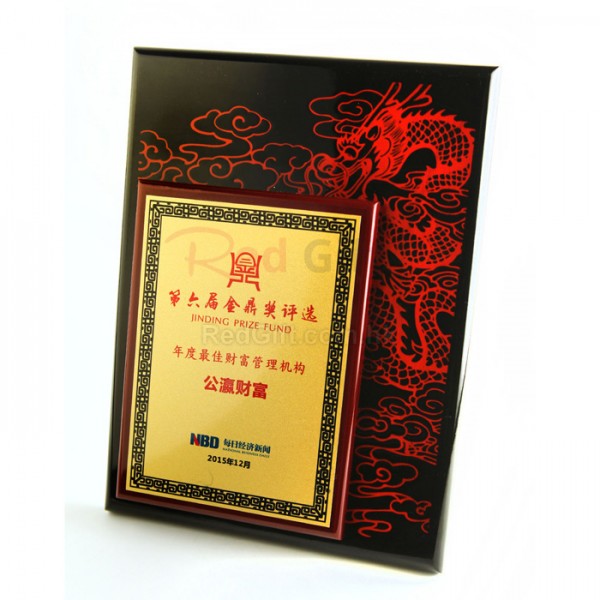 第六届金鼎奖评选
JINDING PRIZE FUND
RedGift.com
年度最佳财富管理机构
公瀛财富
NBD 每日经济新闻
2015年12月